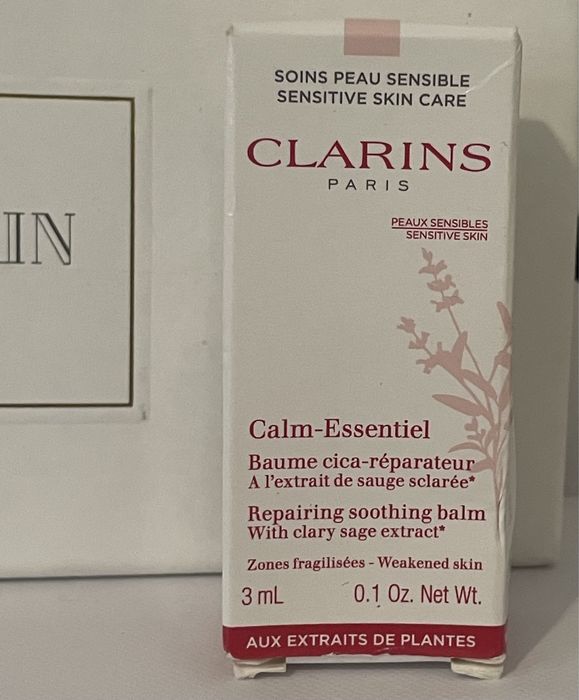 SOINS PEAU SENSIBLE
SENSITIVE SKIN CARE
CLARINS
PARIS
PEAUX SENSIBLES
SENSITIVE SKIN
Calm-Essentiel
Baume cica-réparateur
A l'extrait de sauge sclarée*
Repairing soothing balm
With clary sage extract*
Zones fragilisées - Weakened skin
3 mL 0.1 Oz. Net Wt.
AUX EXTRAITS DE PLANTES